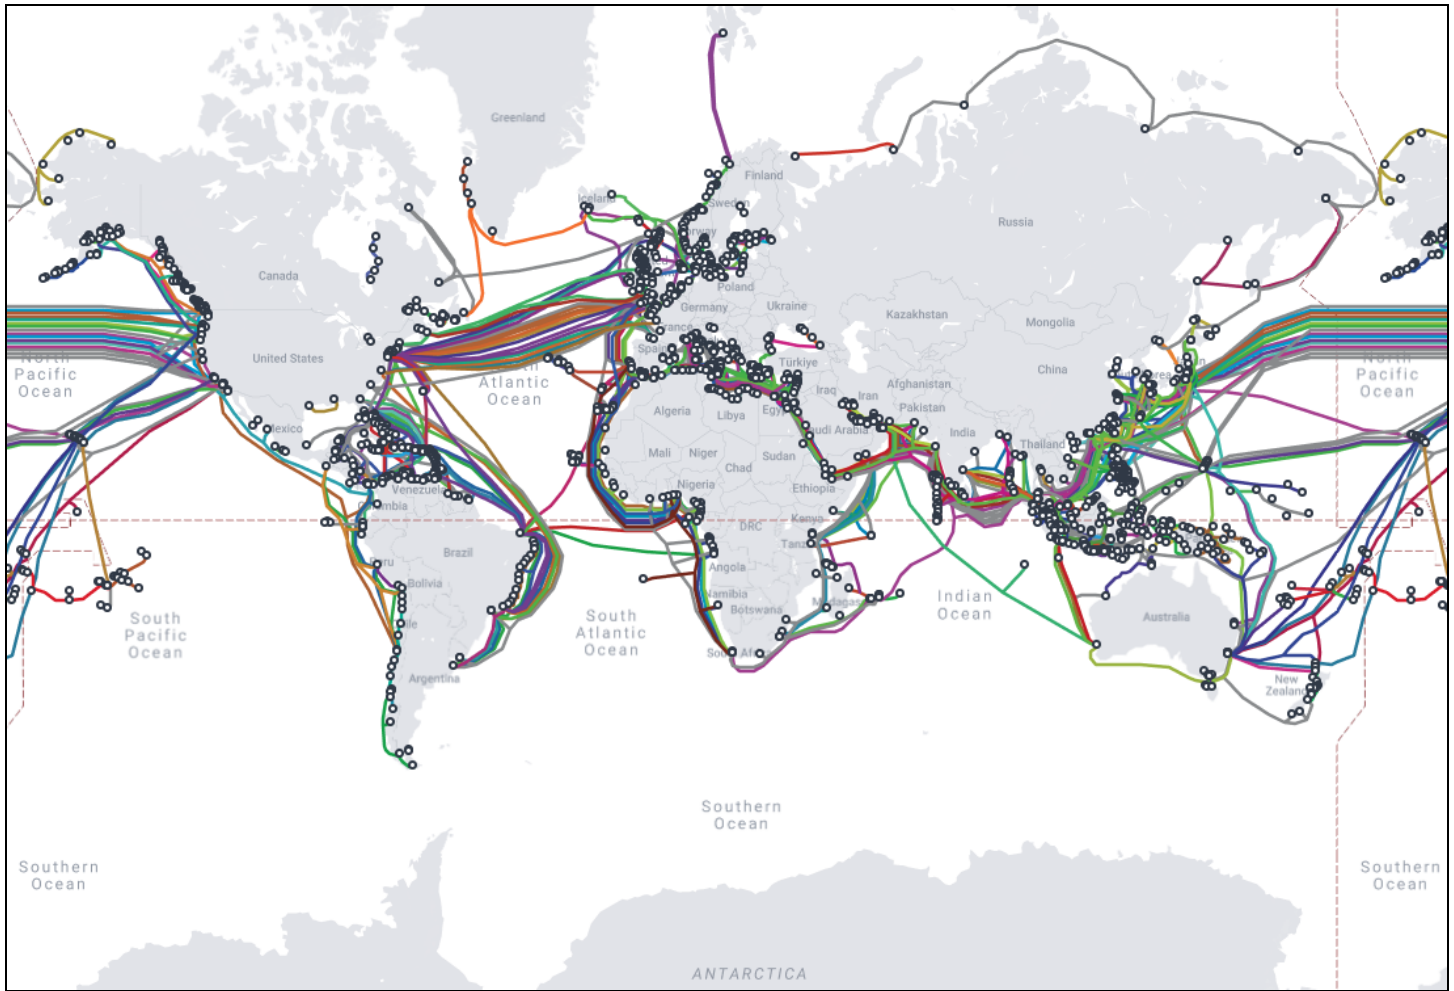 Greenland
Finland
Iceland
Sweden
Russia
Canada
Poland
Germany
Ukraine
Kazakhstan
Mongolia
United States
Spain
Türkiye
China
North
Pacific
Ocean
Atlantic
Ocean
North
Pacific
Ocean
Iraq
Iran
Afghanistan
Pakistan
Algeria
Libya
India
Mexico
Mali
Niger
Chad
Sudan
Thailand
Venezuela
Nigeria
Ethiopia
DRC
Kenya
Brazil
Angola
Bolivia
Namibia
Botswana
Indian
Ocean
Australia
South
Pacific
Ocean
South
Atlantic
Ocean
Argentina
New
Zealand
Southern
Ocean
Southern
Ocean
Southern
Ocean
ANTARCTICA